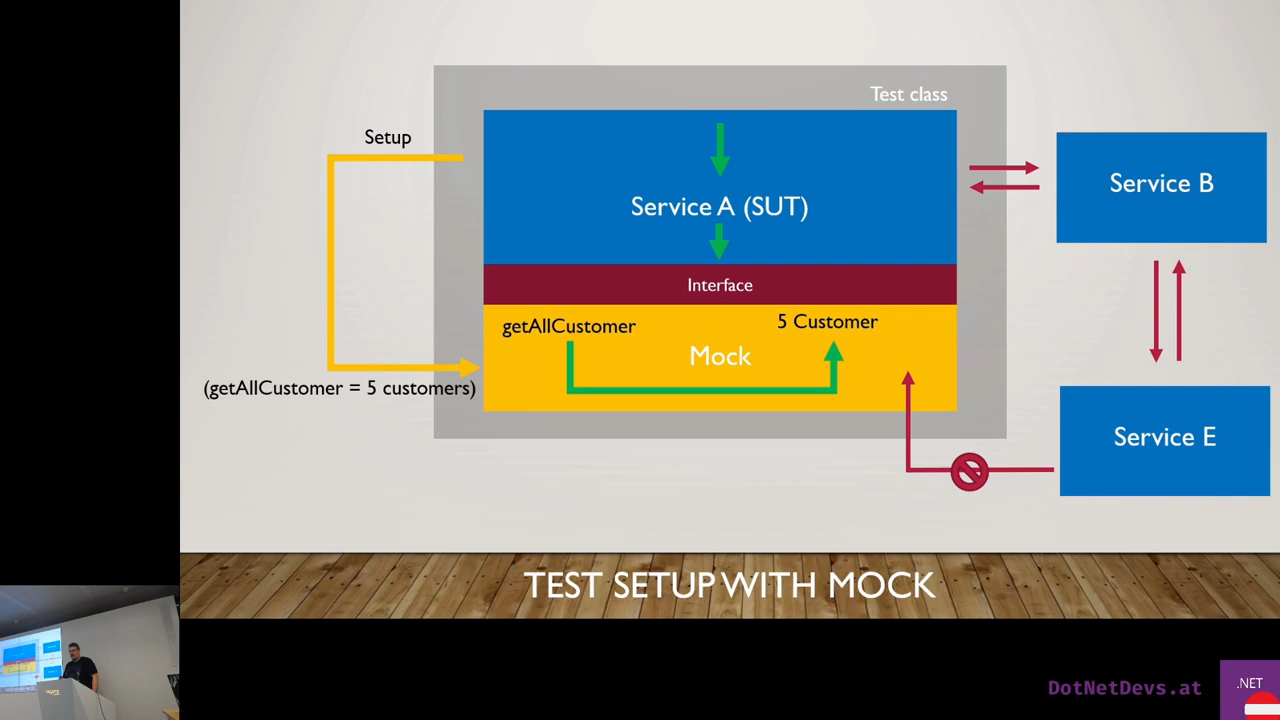 Test class
Setup
Service A (SUT)
Service B
Interface
getAllCustomer
5 Customer
Mock
(getAllCustomer = 5 customers)
Service E
TEST SETUP WITH MOCK
DotNetDevs.at
.NET